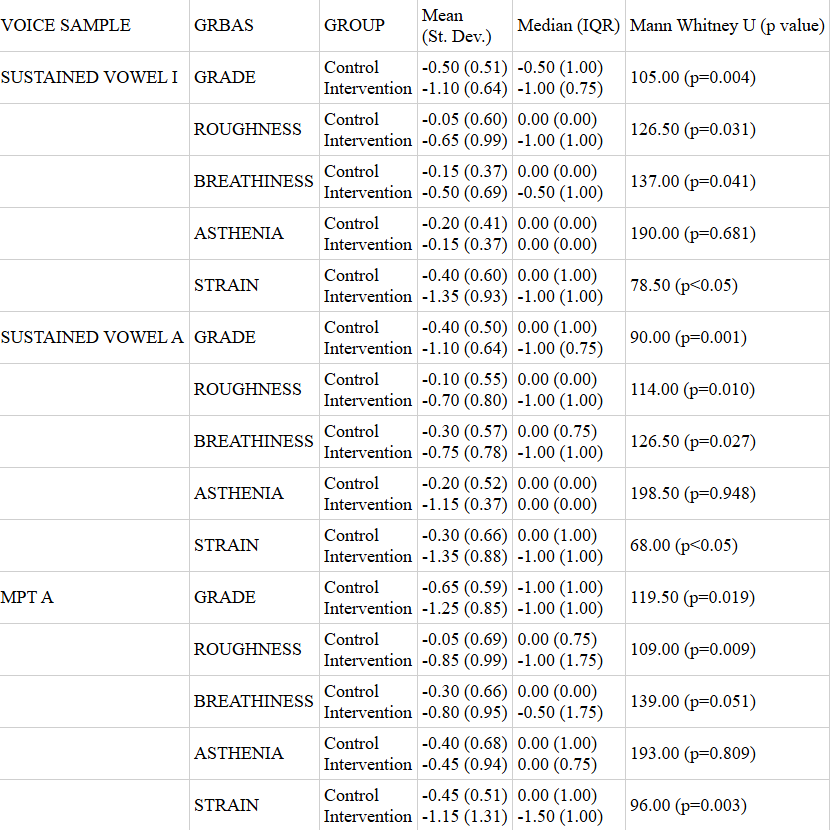 VOICE SAMPLE GRBAS GROUP Mean (St. Dev.) Median (IQR) Mann Whitney U (p value)
SUSTAINED VOWEL I GRADE Control -0.50 (0.51) -0.50 (1.00) 105.00 (p=0.004)
Intervention -1.10 (0.64) -1.00 (0.75)
ROUGHNESS Control -0.05 (0.60) 0.00 (0.00) 126.50 (p=0.031)
Intervention -0.65 (0.99) -1.00 (1.00)
BREATHINESS Control -0.15 (0.37) 0.00 (0.00) 137.00 (p=0.041)
Intervention -0.50 (0.69) -0.50 (1.00)
ASTHENIA Control -0.20 (0.41) 0.00 (0.00) 190.00 (p=0.681)
Intervention -0.15 (0.37) 0.00 (0.00)
STRAIN Control -0.40 (0.60) 0.00 (1.00) 78.50 (p<0.05)
Intervention -1.35 (0.93) -1.00 (1.00)
SUSTAINED VOWEL A GRADE Control -0.40 (0.50) 0.00 (1.00) 90.00 (p=0.001)
Intervention -1.10 (0.64) -1.00 (0.75)
ROUGHNESS Control -0.10 (0.55) 0.00 (0.00) 114.00 (p=0.010)
Intervention -0.70 (0.80) -1.00 (1.00)
BREATHINESS Control -0.30 (0.57) 0.00 (0.75) 126.50 (p=0.027)
Intervention -0.75 (0.78) -1.00 (1.00)
ASTHENIA Control -0.20 (0.52) 0.00 (0.00) 198.50 (p=0.948)
Intervention -1.15 (0.37) 0.00 (0.00)
STRAIN Control -0.30 (0.66) 0.00 (1.00) 68.00 (p<0.05)
Intervention -1.35 (0.88) -1.00 (1.00)
MPT A GRADE Control -0.65 (0.59) -1.00 (1.00) 119.50 (p=0.019)
Intervention -1.25 (0.85) -1.00 (1.00)
ROUGHNESS Control -0.05 (0.69) 0.00 (0.75) 109.00 (p=0.009)
Intervention -0.85 (0.99) -1.00 (1.75)
BREATHINESS Control -0.30 (0.66) 0.00 (0.00) 139.00 (p=0.051)
Intervention -0.80 (0.95) -0.50 (1.75)
ASTHENIA Control -0.40 (0.68) 0.00 (1.00) 193.00 (p=0.809)
Intervention -0.45 (0.94) 0.00 (0.75)
STRAIN Control -0.45 (0.51) 0.00 (1.00) 96.00 (p=0.003)
Intervention -1.15 (1.31) -1.50 (1.00)